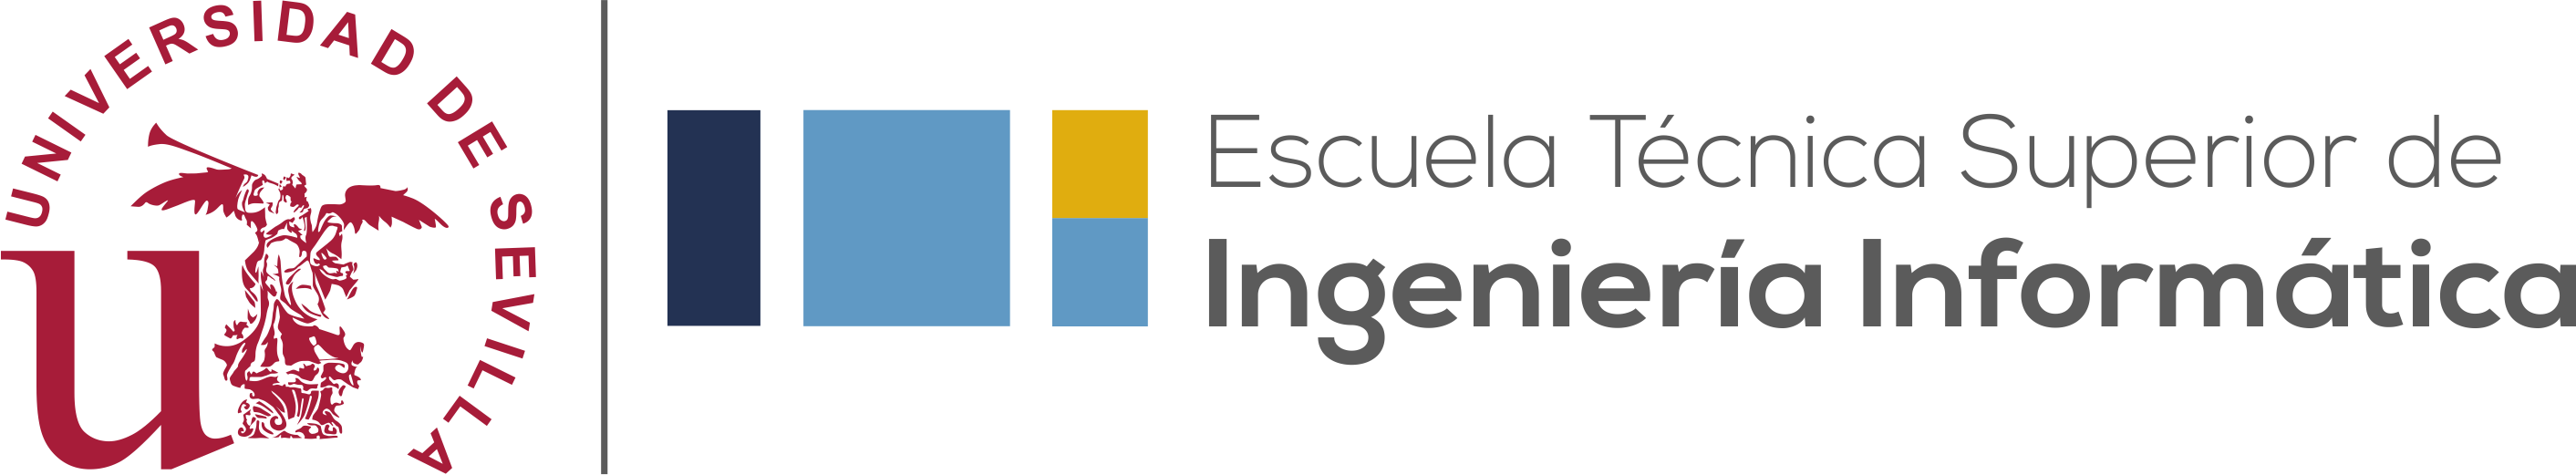 UNIVERSIDAD DE SEVILLA
u
Escuela Técnica Superior de
Ingeniería Informática